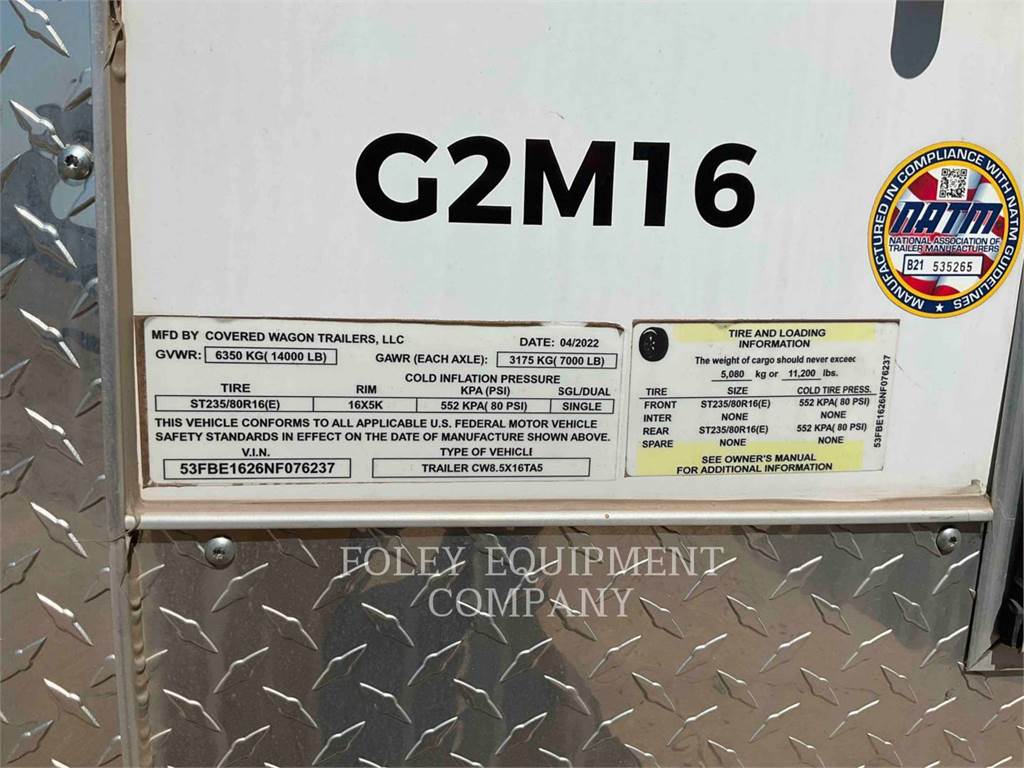 G2M16
MANUFACTURED IN COMPLIANCE WITH NATM GUIDELINES
NATM
NATIONAL ASSOCIATION OF
TRAILER MANUFACTURERS
B21 535265
MFD BY COVERED WAGON TRAILERS, LLC DATE: 04/2022
GVWR: 6350 KG( 14000 LB) GAWR (EACH AXLE): 3175 KG( 7000 LB)
COLD INFLATION PRESSURE
TIRE RIM KPA (PSI) SGL/DUAL
ST235/80R16(E) 16X5K 552 KPA( 80 PSI) SINGLE
THIS VEHICLE CONFORMS TO ALL APPLICABLE U.S. FEDERAL MOTOR VEHICLE
SAFETY STANDARDS IN EFFECT ON THE DATE OF MANUFACTURE SHOWN ABOVE.
V.I.N. TYPE OF VEHICLE
53FBE1626NF076237 TRAILER CW8.5X16TA5
TIRE AND LOADING
INFORMATION
The weight of cargo should never exceed
5,080 kg or 11,200 lbs.
TIRE SIZE COLD TIRE PRESS.
FRONT ST235/80R16(E) 552 KPA( 80 PSI)
INTER NONE NONE
REAR ST235/80R16(E) 552 KPA( 80 PSI)
SPARE NONE NONE
SEE OWNER'S MANUAL
FOR ADDITIONAL INFORMATION
53FBE1626NF076237
FOLEY EQUIPMENT
COMPANY